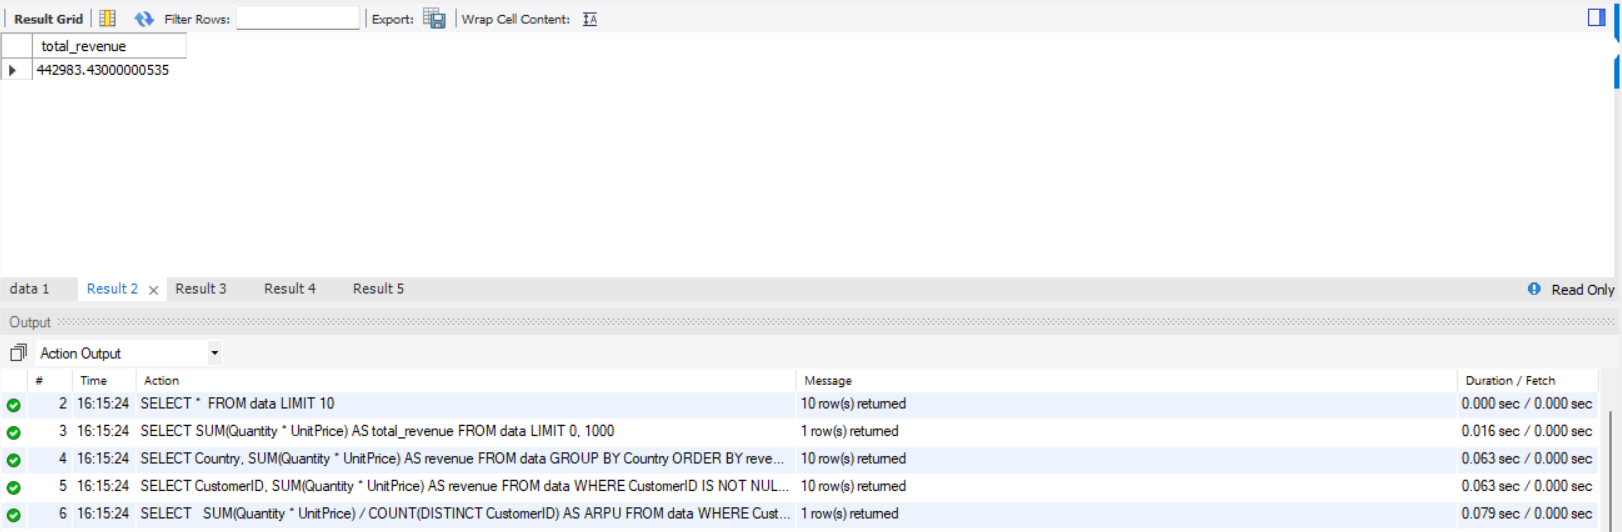 Result Grid Filter Rows: Export: Wrap Cell Content: IA
total_revenue
442983.43000000535
data 1 Result 2 × Result 3 Result 4 Result 5 Read Only
Output
Action Output
# Time Action Message Duration / Fetch
2 16:15:24 SELECT * FROM data LIMIT 10 10 row(s) returned 0.000 sec / 0.000 sec
3 16:15:24 SELECT SUM(Quantity * UnitPrice) AS total_revenue FROM data LIMIT 0, 1000 1 row(s) returned 0.016 sec / 0.000 sec
4 16:15:24 SELECT Country, SUM(Quantity * UnitPrice) AS revenue FROM data GROUP BY Country ORDER BY reve... 10 row(s) returned 0.063 sec / 0.000 sec
5 16:15:24 SELECT CustomerID, SUM(Quantity * UnitPrice) AS revenue FROM data WHERE CustomerID IS NOT NUL... 10 row(s) returned 0.063 sec / 0.000 sec
6 16:15:24 SELECT SUM(Quantity * UnitPrice) / COUNT(DISTINCT CustomerID) AS ARPU FROM data WHERE Cust... 1 row(s) returned 0.079 sec / 0.000 sec